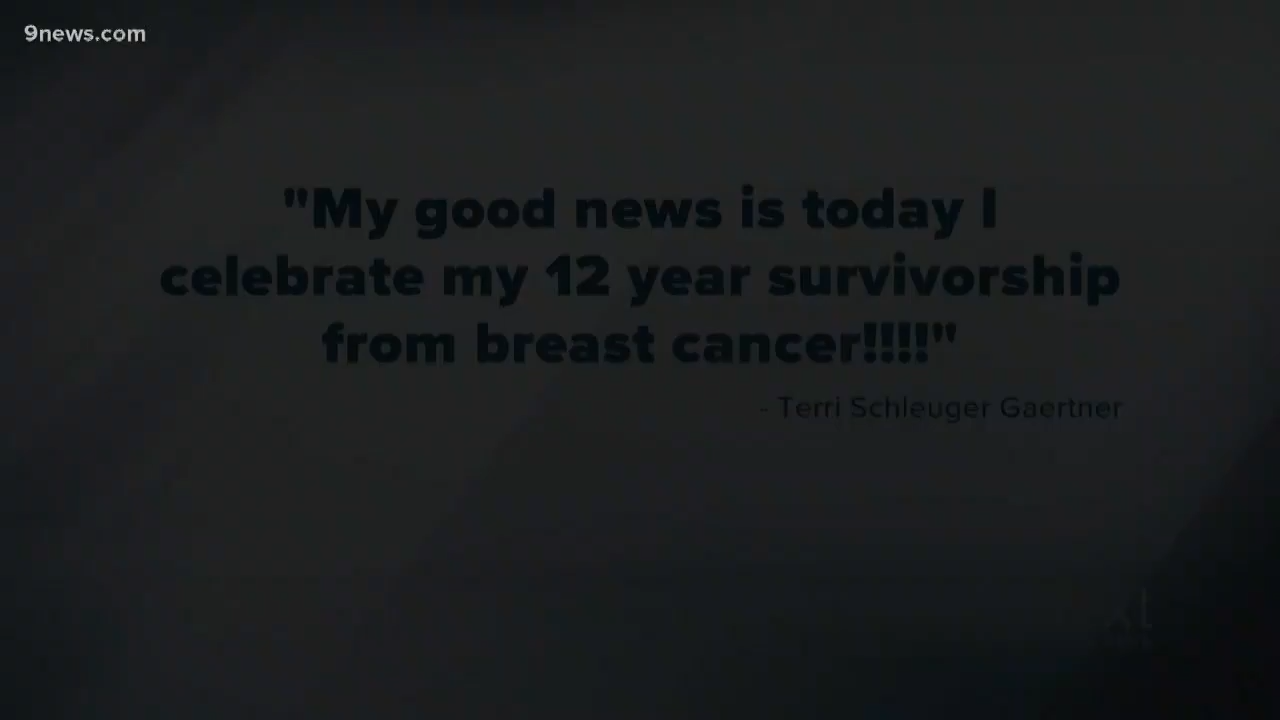 9news.com
"My good news is today I
celebrate my 12 year survivorship
from breast cancer!!!!"
- Terri Schleuger Gaertner